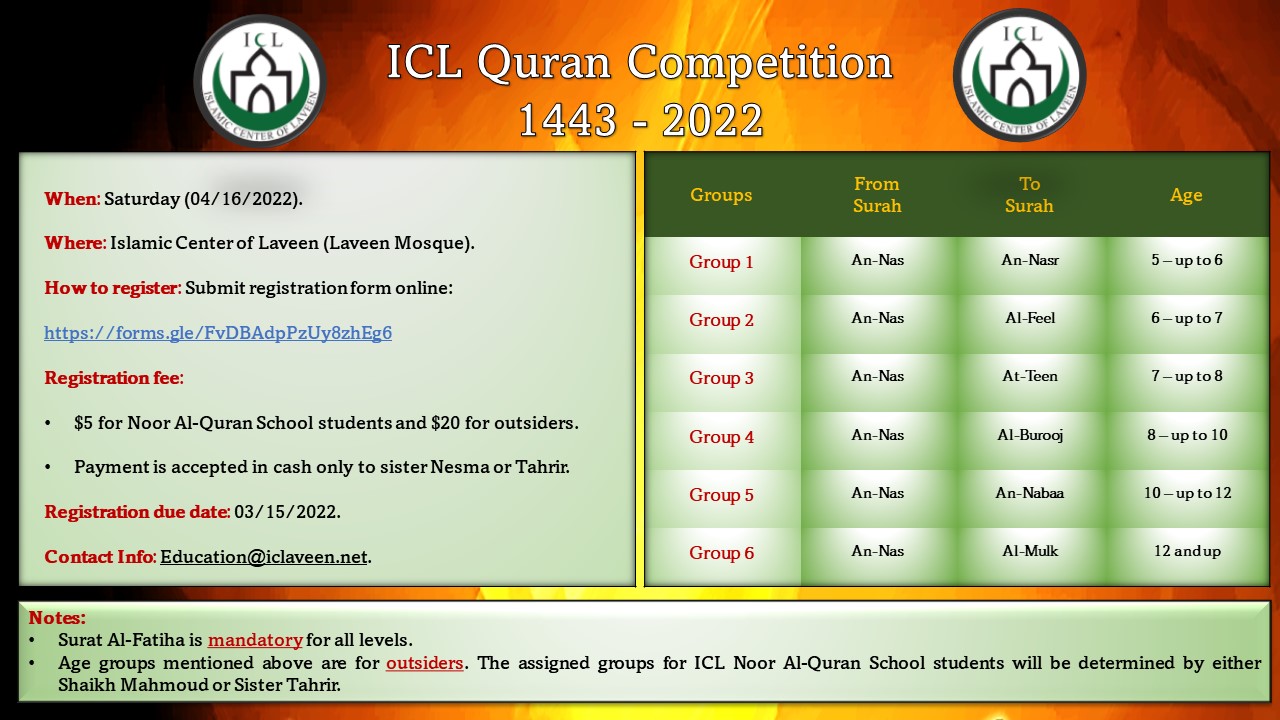 ICL
ISLAMIC CENTER OF LAVEEN
ICL Quran Competition
1443 - 2022
ICL
ISLAMIC CENTER OF LAVEEN
When: Saturday (04/16/2022).
Where: Islamic Center of Laveen (Laveen Mosque).
How to register: Submit registration form online:
https://forms.gle/FvDBAdpPzUy8zhEg6
Registration fee:
• $5 for Noor Al-Quran School students and $20 for outsiders.
• Payment is accepted in cash only to sister Nesma or Tahrir.
Registration due date: 03/15/2022.
Contact Info: Education@iclaveen.net.
Groups From Surah To Surah Age
Group 1 An-Nas An-Nasr 5 – up to 6
Group 2 An-Nas Al-Feel 6 – up to 7
Group 3 An-Nas At-Teen 7 – up to 8
Group 4 An-Nas Al-Burooj 8 – up to 10
Group 5 An-Nas An-Nabaa 10 – up to 12
Group 6 An-Nas Al-Mulk 12 and up
Notes:
• Surat Al-Fatiha is mandatory for all levels.
• Age groups mentioned above are for outsiders. The assigned groups for ICL Noor Al-Quran School students will be determined by either
Shaikh Mahmoud or Sister Tahrir.